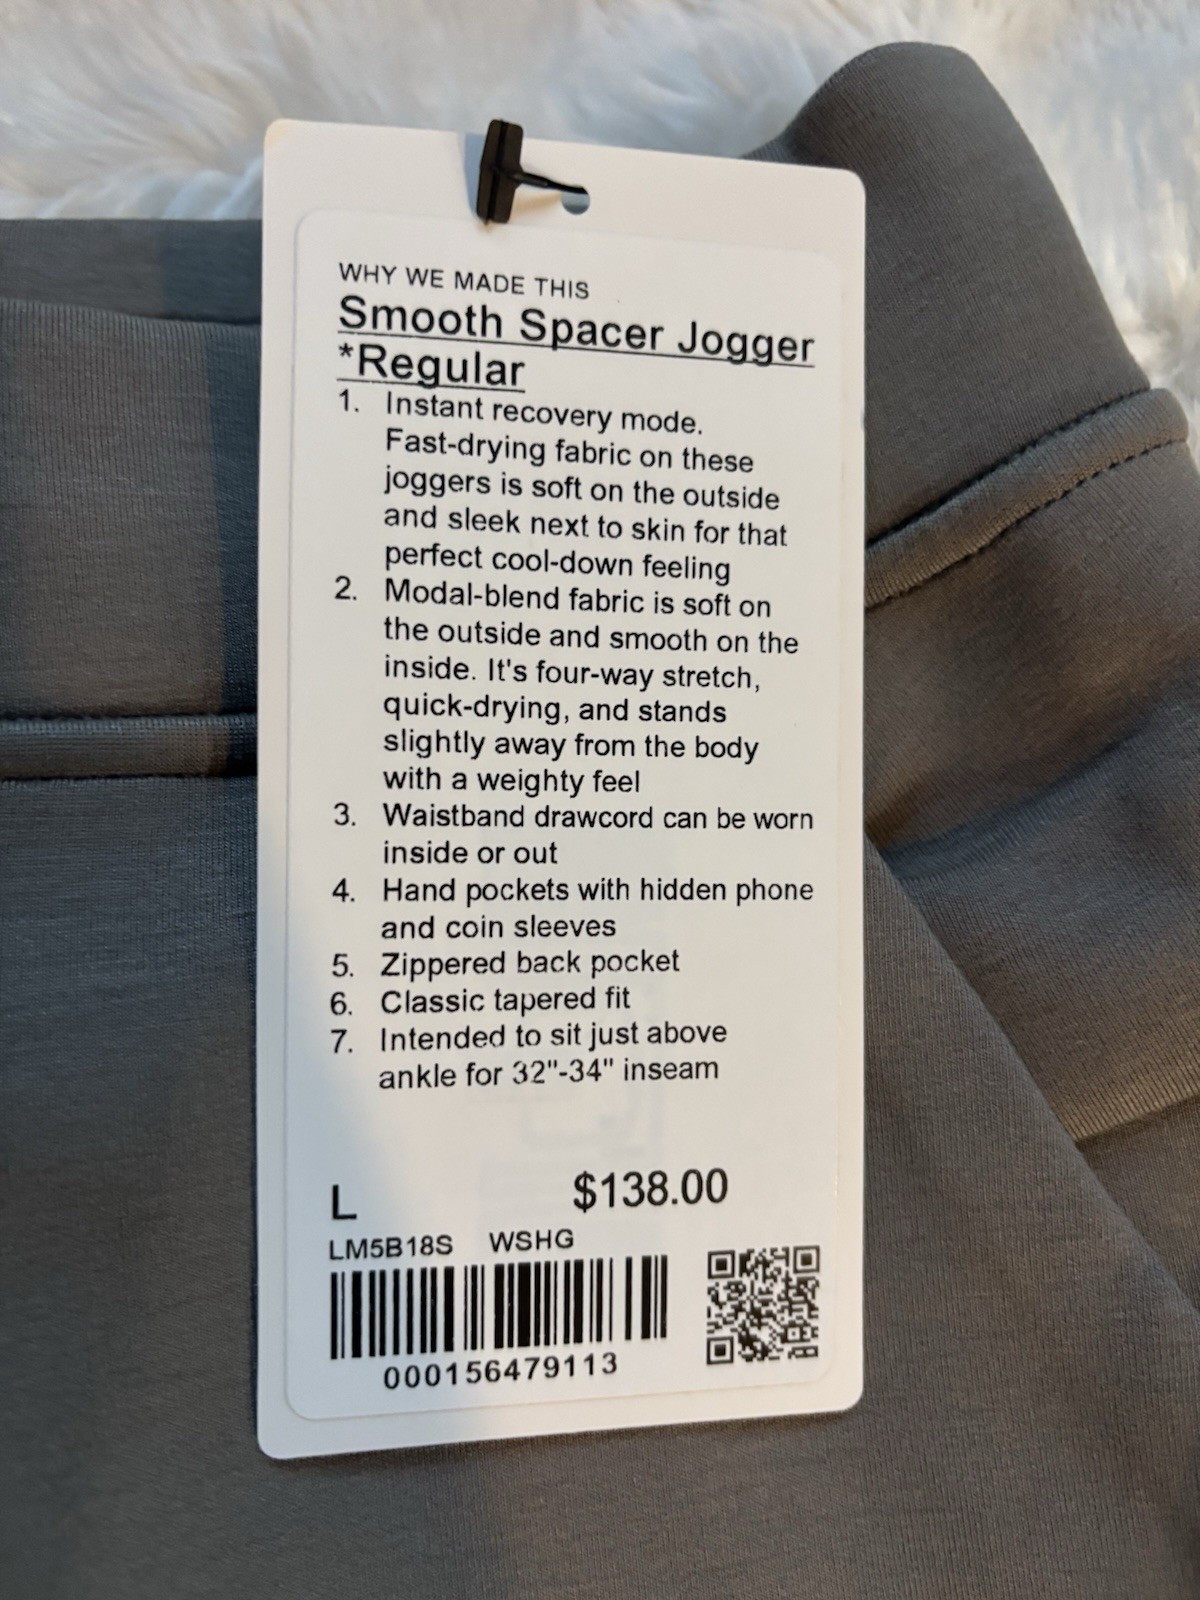 WHY WE MADE THIS
Smooth Spacer Jogger
*Regular
1. Instant recovery mode.
Fast-drying fabric on these
joggers is soft on the outside
and sleek next to skin for that
perfect cool-down feeling
2. Modal-blend fabric is soft on
the outside and smooth on the
inside. It's four-way stretch,
quick-drying, and stands
slightly away from the body
with a weighty feel
3. Waistband drawcord can be worn
inside or out
4. Hand pockets with hidden phone
and coin sleeves
5. Zippered back pocket
6. Classic tapered fit
7. Intended to sit just above
ankle for 32"-34" inseam
L $138.00
LM5B18S WSHG
000156479113